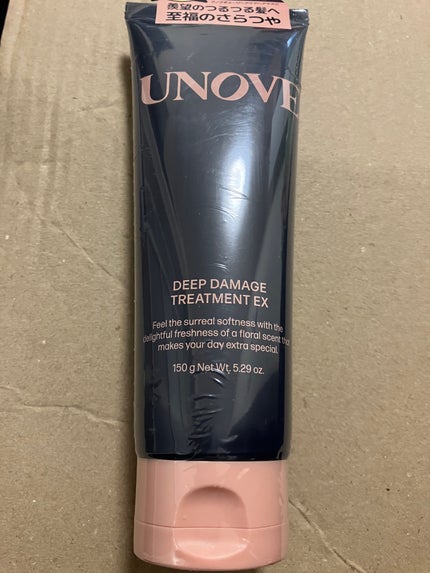 羨望のつるつる髪へ
至福のさらつや
UNOVE
DEEP DAMAGE
TREATMENT EX
Feel the surreal softness with the
delightful freshness of a floral scent that
makes your day extra special.
150 g Net Wt. 5.29 oz.